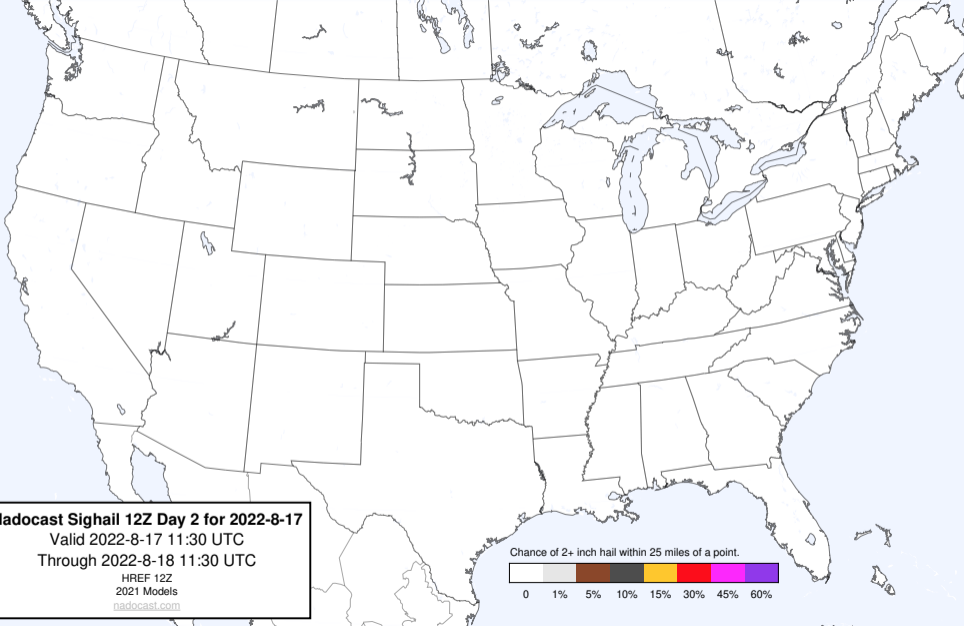 adocast Sighail 12Z Day 2 for 2022-8-17
Valid 2022-8-17 11:30 UTC
Through 2022-8-18 11:30 UTC
HREF 12Z
2021 Models
nadocast.com
Chance of 2+ inch hail within 25 miles of a point.
0 1% 5% 10% 15% 30% 45% 60%